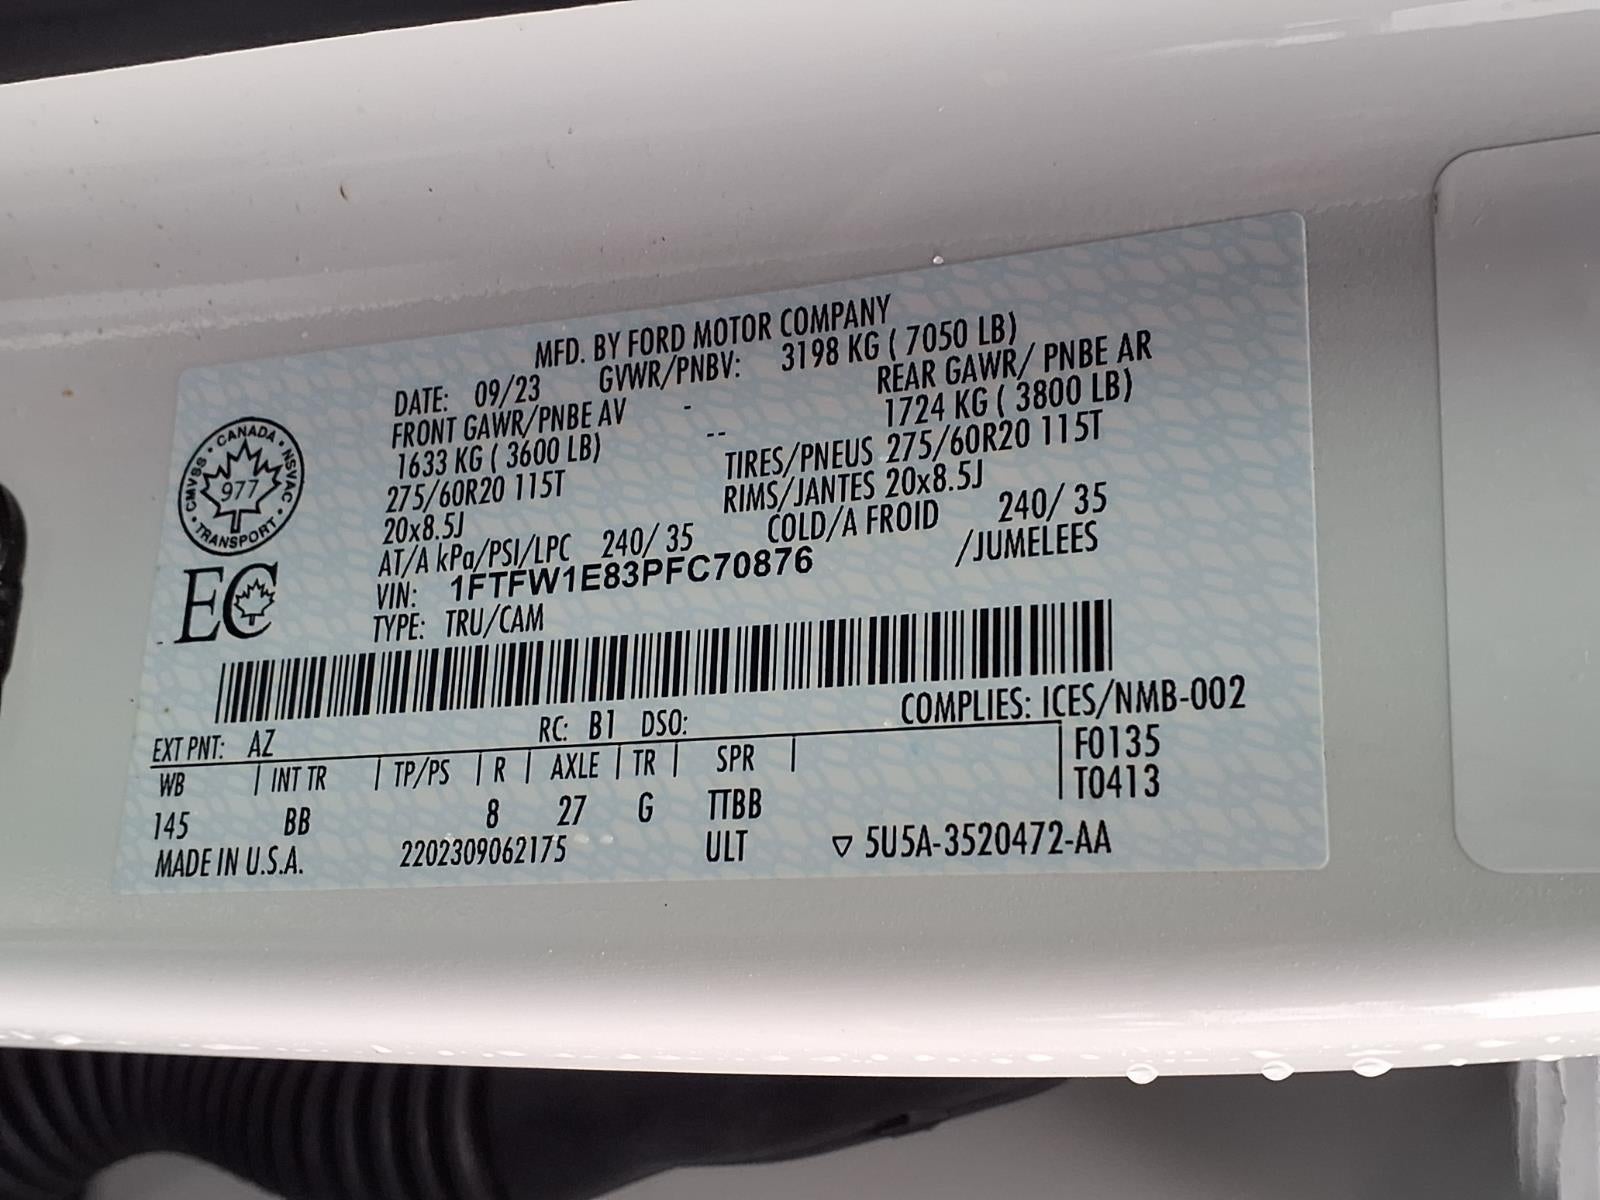 MFD. BY FORD MOTOR COMPANY
DATE: 09/23 GVWR/PNBV: 3198 KG ( 7050 LB)
FRONT GAWR/PNBE AV - REAR GAWR/ PNBE AR
1633 KG ( 3600 LB) -- 1724 KG ( 3800 LB)
275/60R20 115T TIRES/PNEUS 275/60R20 115T
20x8.5J RIMS/JANTES 20x8.5J
AT/A kPa/PSI/LPC 240/ 35 COLD/A FROID 240/ 35
VIN: 1FTFW1E83PFC70876 /JUMELEES
TYPE: TRU/CAM
CANADA • NSVAC • TRANSPORT • CMVSS •
977
EC
COMPLIES: ICES/NMB-002
EXT PNT: AZ RC: B1 DSO:
WB | INT TR | TP/PS | R | AXLE | TR | SPR | F0135
145 BB 8 27 G TTBB T0413
MADE IN U.S.A. 2202309062175 ULT ▽ 5U5A-3520472-AA